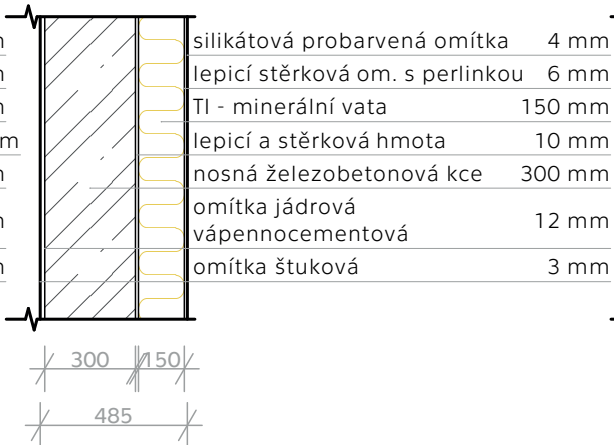 m
silikátová probarvená omítka 4 mm
m
lepicí stěrková om. s perlinkou 6 mm
m
TI - minerální vata 150 mm
m
lepicí a stěrková hmota 10 mm
m
nosná železobetonová kce 300 mm
m
omítka jádrová
vápennocementová 12 mm
m
omítka štuková 3 mm
300 150
485